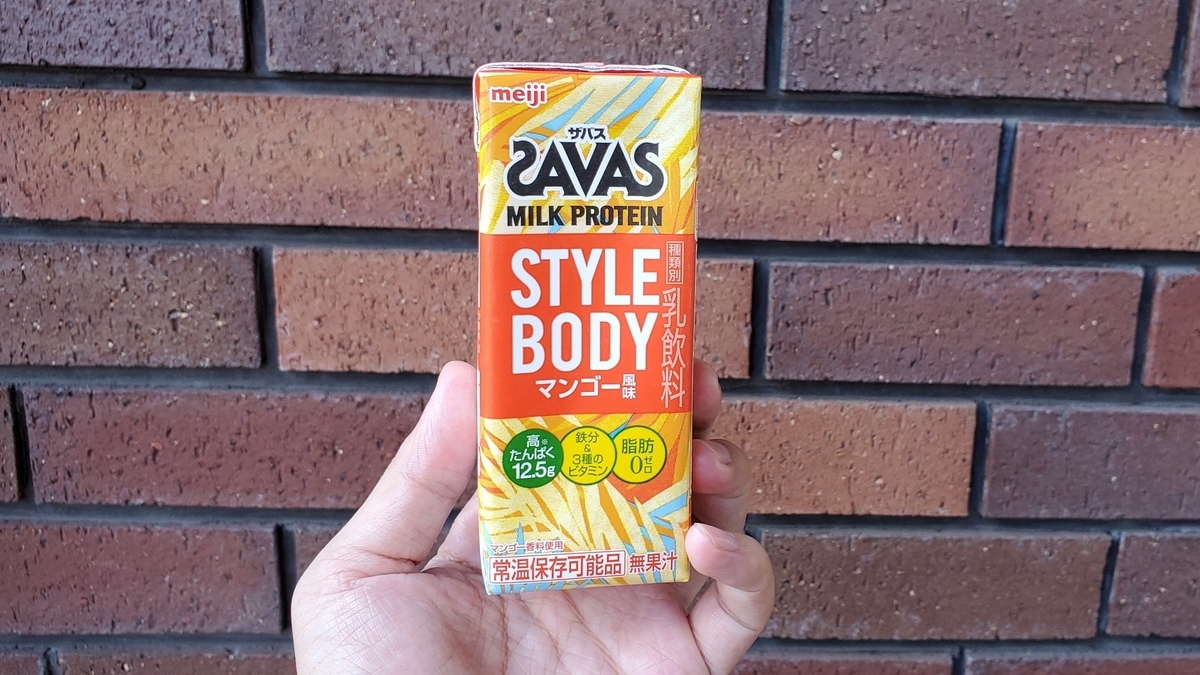 meiji
ザバス
SAVAS
MILK PROTEIN
STYLE
BODY
マンゴー風味
種類別
乳飲料
高※
たんぱく
12.5g
鉄分
&
3種の
ビタミン
脂肪
0ゼロ
マンゴー香料使用
常温保存可能品 無果汁